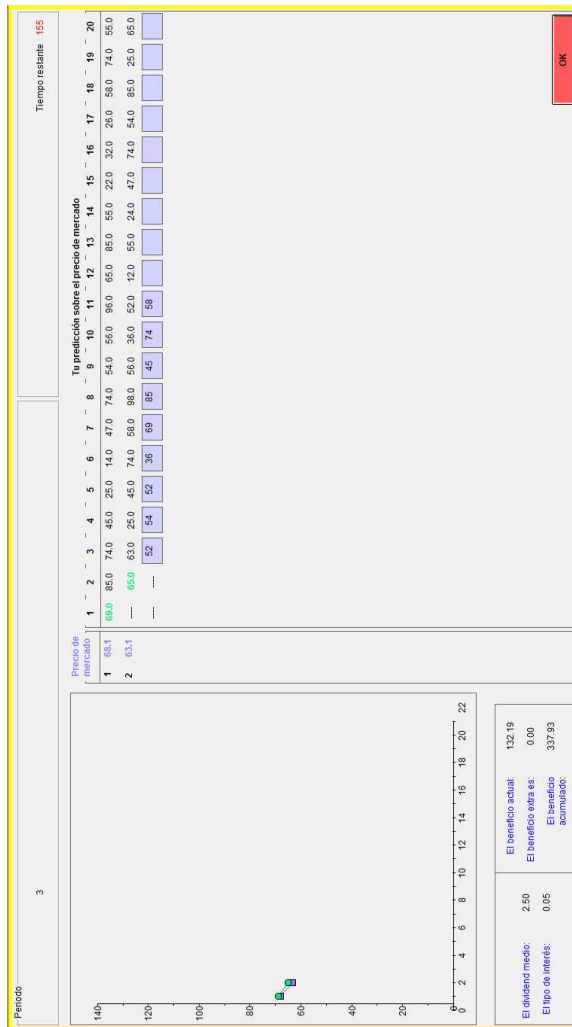 Periodo
3
Tiempo restante 155
140
120
100
80
60
40
20
0
0 2 4 6 8 10 12 14 16 18 20 22
Precio de mercado
1 68.1
2 63.1
Tu predicción sobre el precio de mercado
1 2 3 4 5 6 7 8 9 10 11 12 13 14 15 16 17 18 19 20
69.0 85.0 74.0 45.0 25.0 14.0 47.0 74.0 54.0 56.0 96.0 65.0 85.0 55.0 22.0 32.0 26.0 58.0 74.0 55.0
--- 65.0 63.0 25.0 45.0 74.0 58.0 98.0 56.0 36.0 52.0 12.0 55.0 24.0 47.0 74.0 54.0 85.0 25.0 65.0
--- --- 52 54 52 36 69 85 45 74 58
El dividend medio: 2.50
El tipo de interés: 0.05
El beneficio actual: 132.19
El beneficio extra es: 0.00
El beneficio acumulado: 337.93
OK